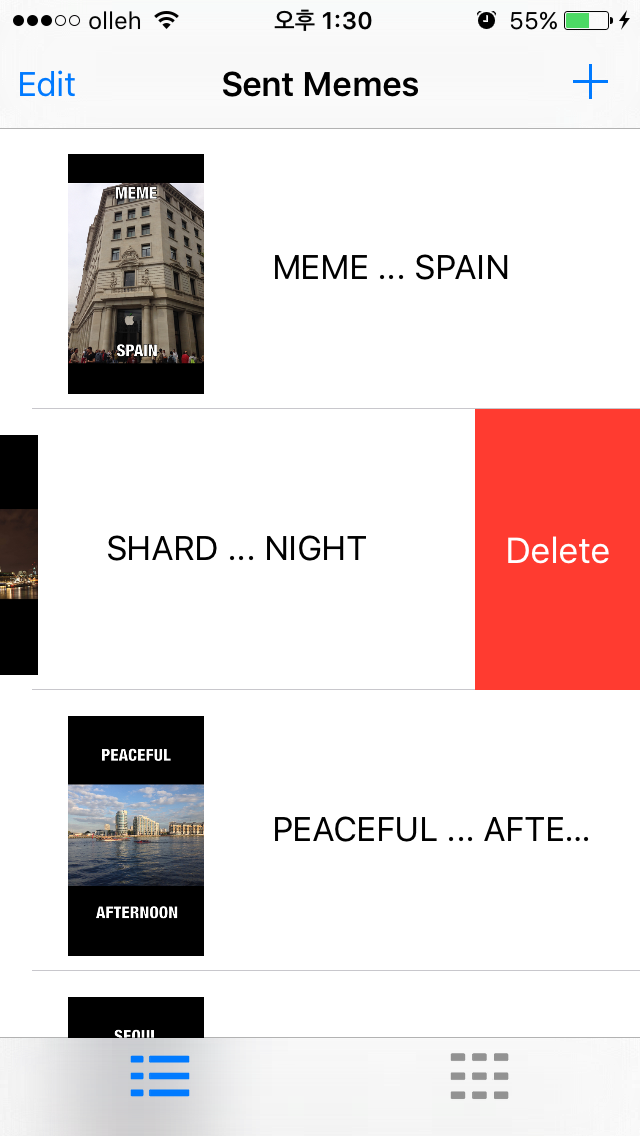 olleh 오후 1:30 55%
Edit Sent Memes
MEME
SPAIN
MEME ... SPAIN
SHARD ... NIGHT
Delete
PEACEFUL
AFTERNOON
PEACEFUL ... AFTE...
SEOUL